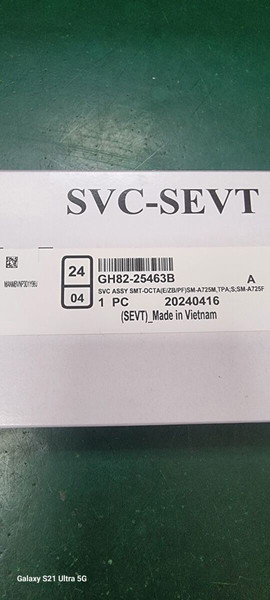 SVC-SEVT
24
04
GH82-25463B
A
SVC ASSY SMT-OCTA(E/ZB/PF)SM-A725M,TPA;S;SM-A725F
1 PC 20240416
(SEVT)_Made in Vietnam
Galaxy S21 Ultra 5G